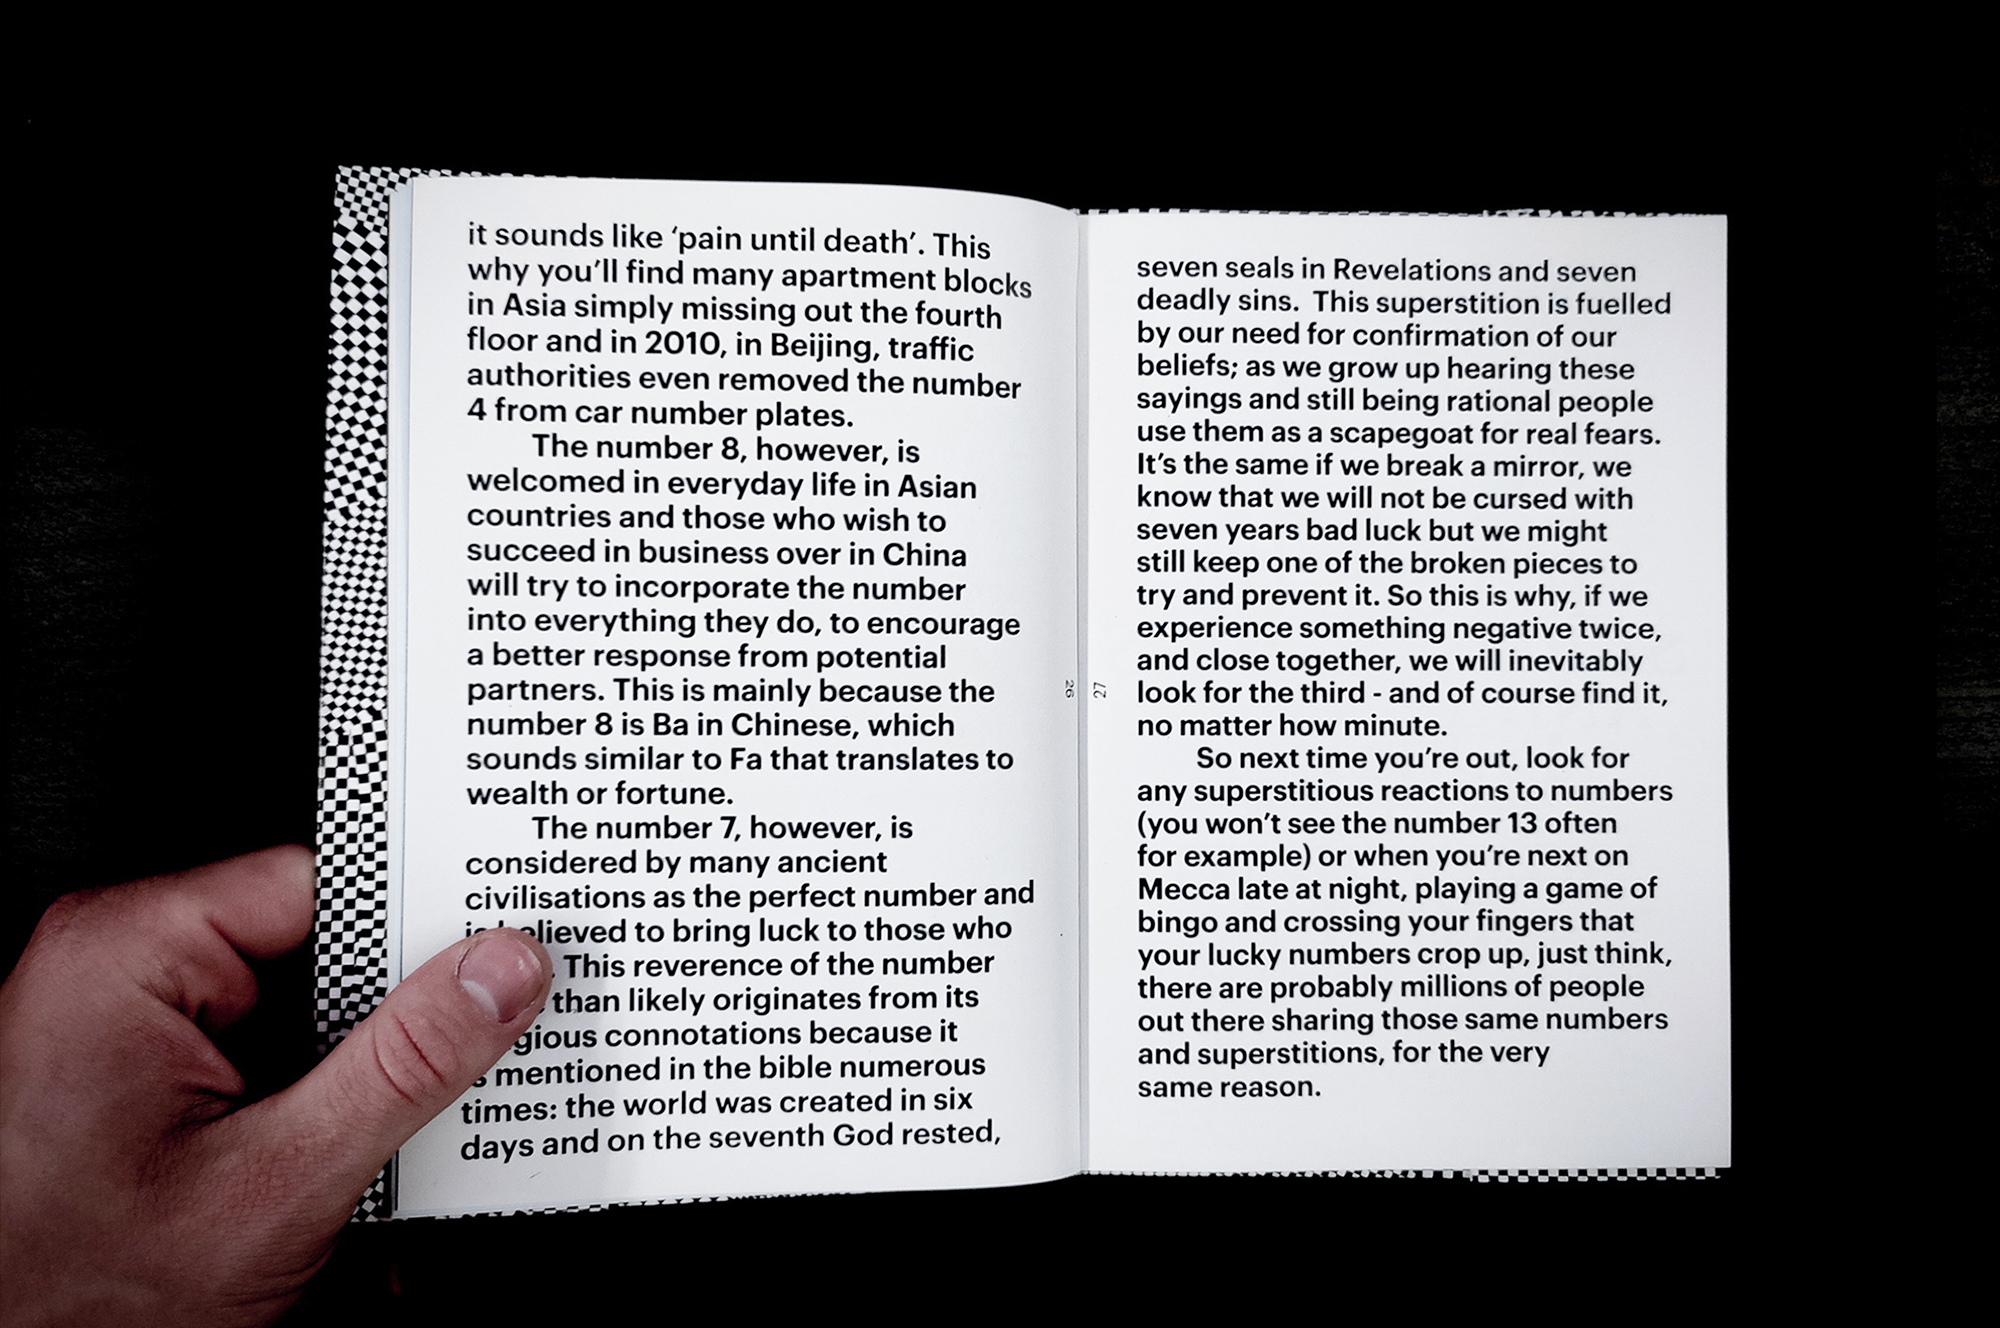 it sounds like ‘pain until death’. This
why you’ll find many apartment blocks
in Asia simply missing out the fourth
floor and in 2010, in Beijing, traffic
authorities even removed the number
4 from car number plates.
The number 8, however, is
welcomed in everyday life in Asian
countries and those who wish to
succeed in business over in China
will try to incorporate the number
into everything they do, to encourage
a better response from potential
partners. This is mainly because the
number 8 is Ba in Chinese, which
sounds similar to Fa that translates to
wealth or fortune.
The number 7, however, is
considered by many ancient
civilisations as the perfect number and
is believed to bring luck to those who
This reverence of the number
than likely originates from its
connotations because it
is mentioned in the bible numerous
times: the world was created in six
days and on the seventh God rested,
26
27
seven seals in Revelations and seven
deadly sins.  This superstition is fuelled
by our need for confirmation of our
beliefs; as we grow up hearing these
sayings and still being rational people
use them as a scapegoat for real fears.
It’s the same if we break a mirror, we
know that we will not be cursed with
seven years bad luck but we might
still keep one of the broken pieces to
try and prevent it. So this is why, if we
experience something negative twice,
and close together, we will inevitably
look for the third - and of course find it,
no matter how minute.
So next time you’re out, look for
any superstitious reactions to numbers
(you won’t see the number 13 often
for example) or when you’re next on
Mecca late at night, playing a game of
bingo and crossing your fingers that
your lucky numbers crop up, just think,
there are probably millions of people
out there sharing those same numbers
and superstitions, for the very
same reason.